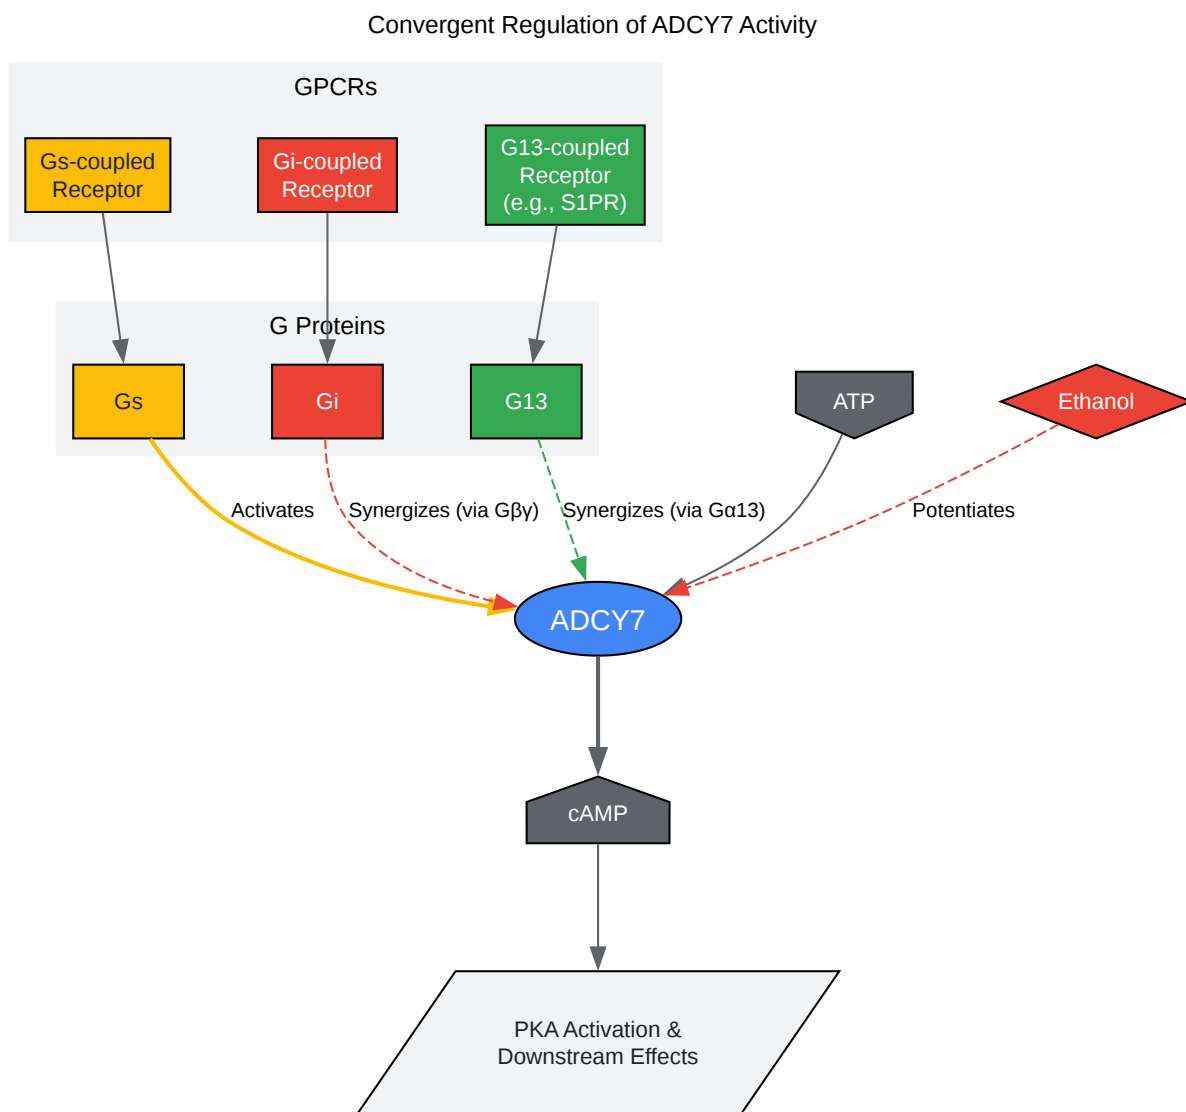 Convergent Regulation of ADCY7 Activity
GPCRs
Gs-coupled
Receptor
Gi-coupled
Receptor
G13-coupled
Receptor
(e.g., S1PR)
G Proteins
Gs
Gi
G13
ATP
Ethanol
Activates
Synergizes (via Gβγ)
Synergizes (via Gα13)
Potentiates
ADCY7
cAMP
PKA Activation &
Downstream Effects